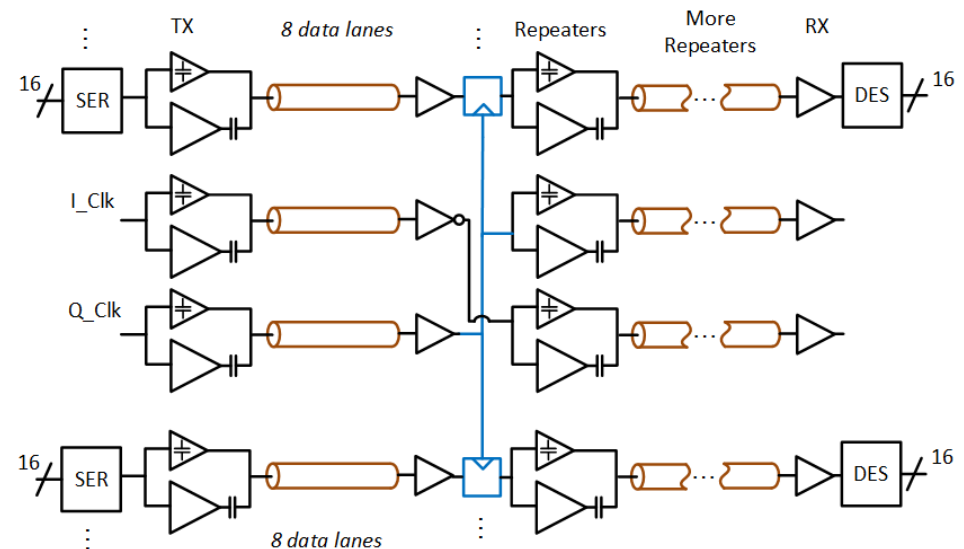 TX
8 data lanes
Repeaters
More
Repeaters
RX
16
SER
DES
16
I_Clk
Q_Clk
16
SER
DES
16
8 data lanes